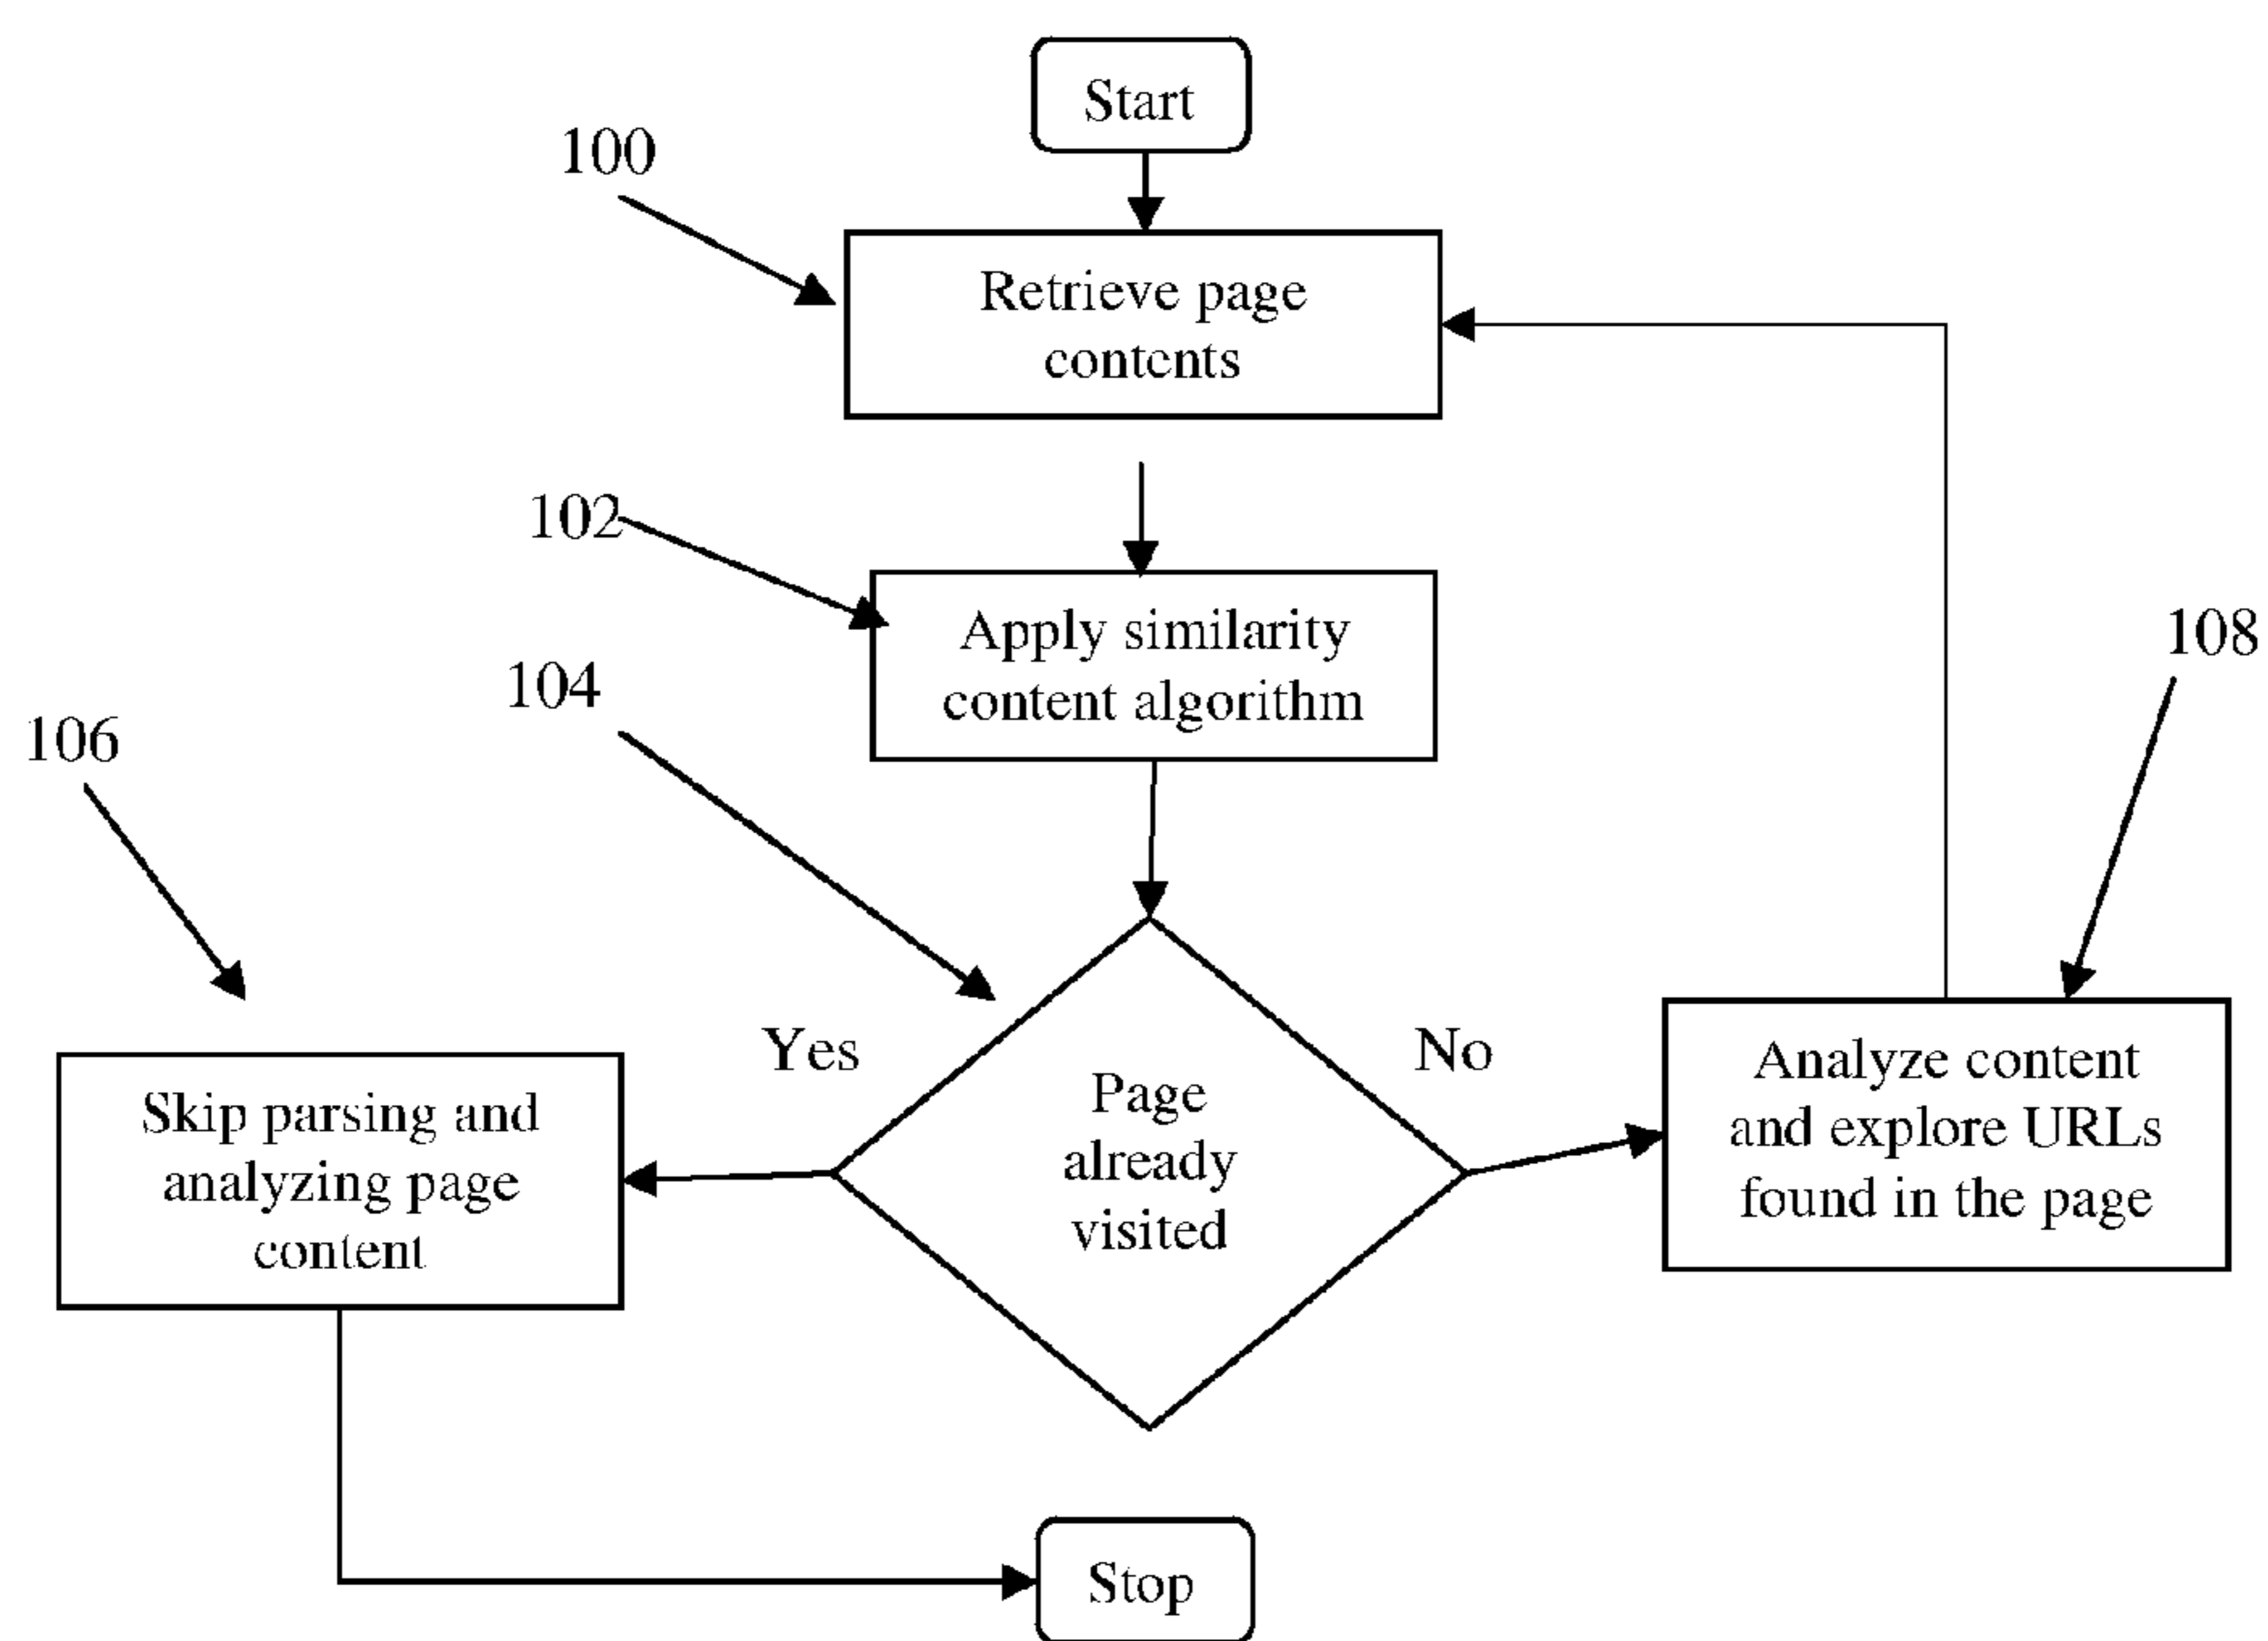 Start
100
Retrieve page
contents
102
Apply similarity
content algorithm
104
106
108
Yes
No
Page
already
visited
Skip parsing and
analyzing page
content
Analyze content
and explore URLs
found in the page
Stop